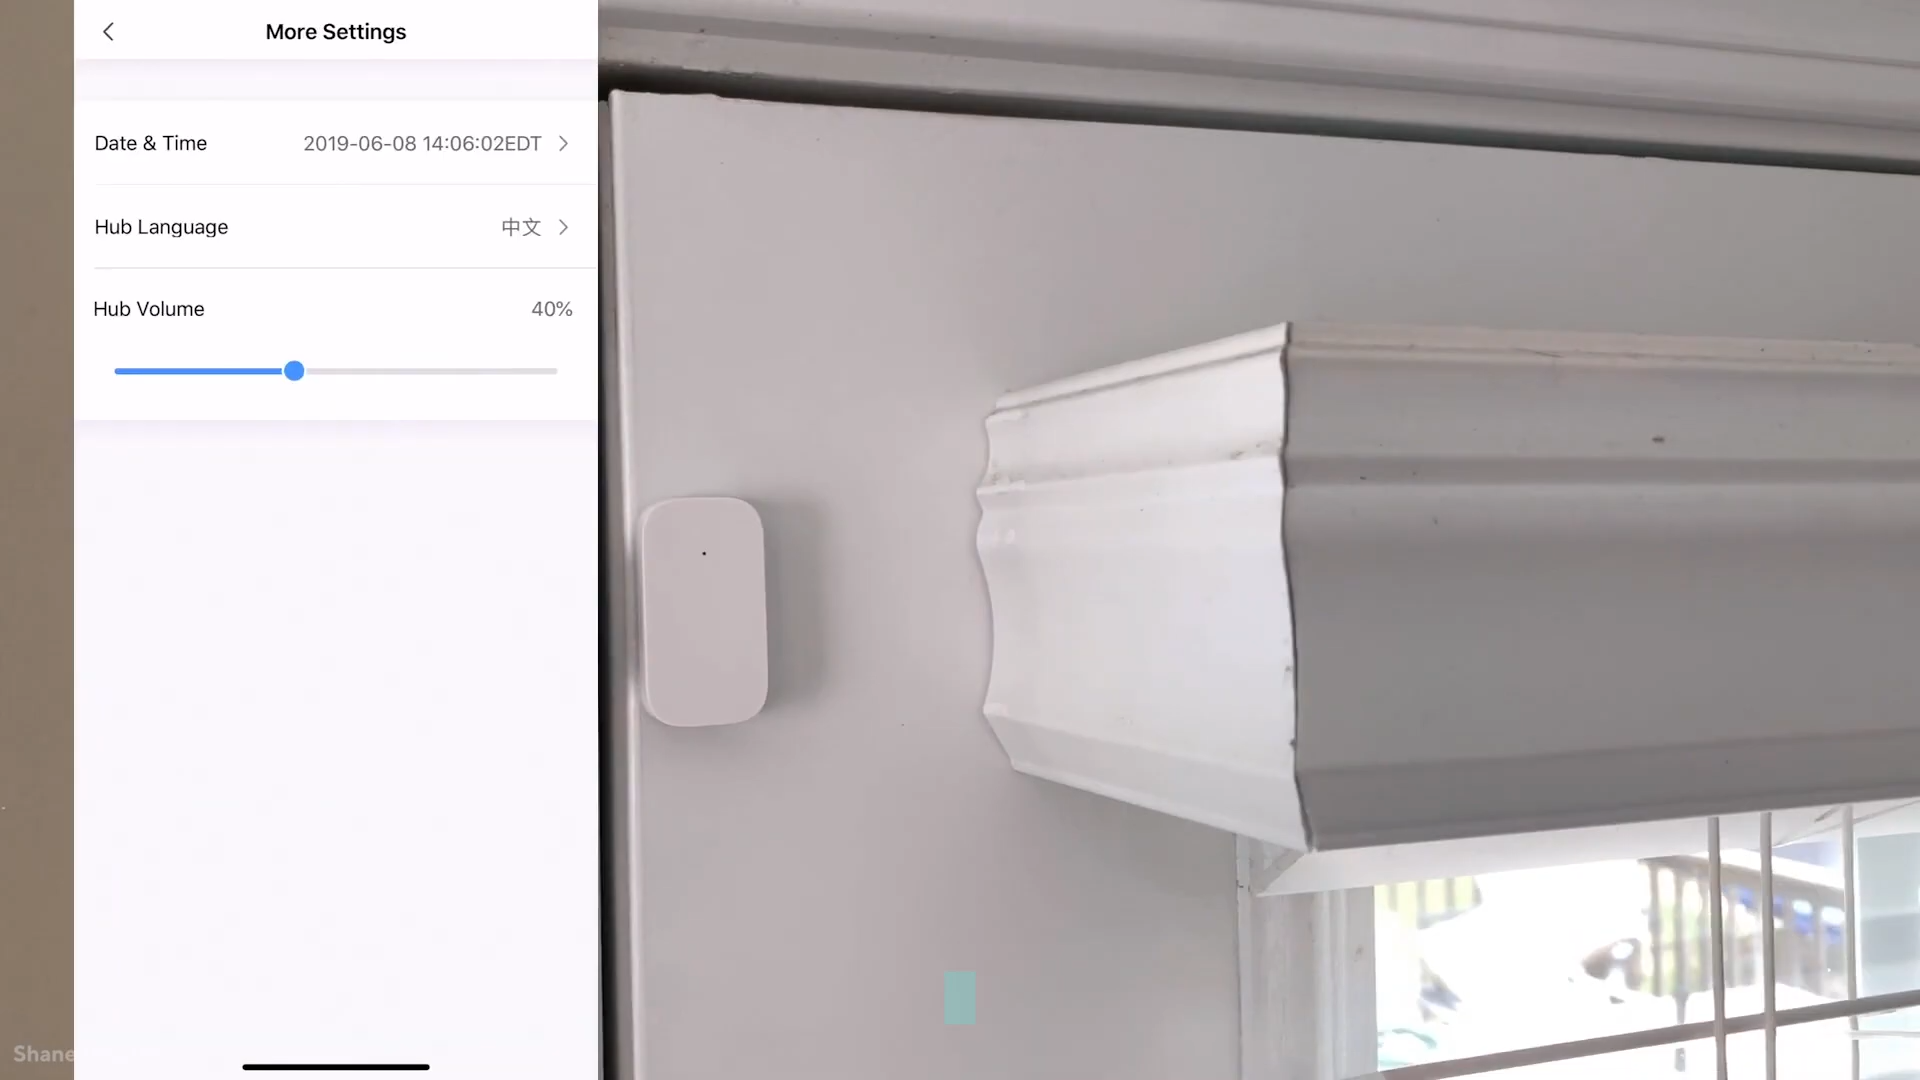 More Settings
Date & Time 2019-06-08 14:06:02EDT
Hub Language 中文
Hub Volume 40%
Shane